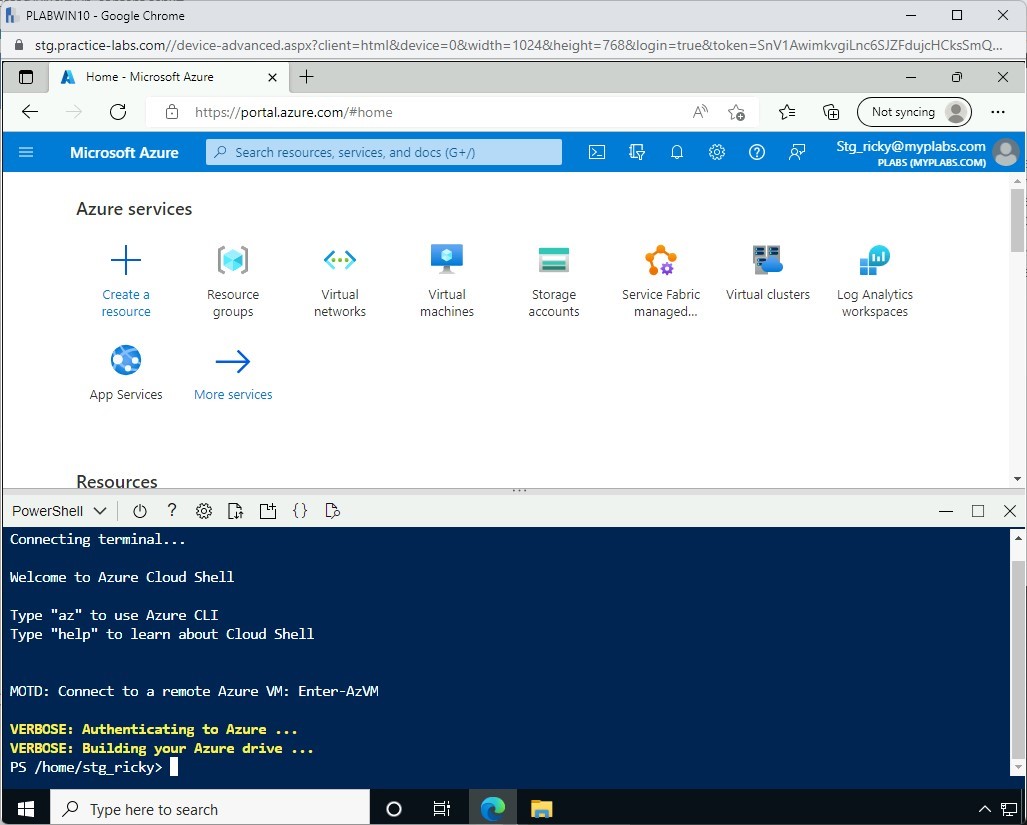 PLABWIN10 - Google Chrome
stg.practice-labs.com//device-advanced.aspx?client=html&device=0&width=1024&height=768&login=true&token=SnV1AwimkvgiLnc6SJZFdujcHCksSmQ...
Home - Microsoft Azure
https://portal.azure.com/#home
Not syncing
Microsoft Azure
Search resources, services, and docs (G+/)
Stg_ricky@myplabs.com
PLABS (MYPLABS.COM)
Azure services
Create a resource
Resource groups
Virtual networks
Virtual machines
Storage accounts
Service Fabric managed...
Virtual clusters
Log Analytics workspaces
App Services
More services
Resources
PowerShell
Connecting terminal...
Welcome to Azure Cloud Shell
Type "az" to use Azure CLI
Type "help" to learn about Cloud Shell
MOTD: Connect to a remote Azure VM: Enter-AzVM
VERBOSE: Authenticating to Azure ...
VERBOSE: Building your Azure drive ...
PS /home/stg_ricky>
Type here to search